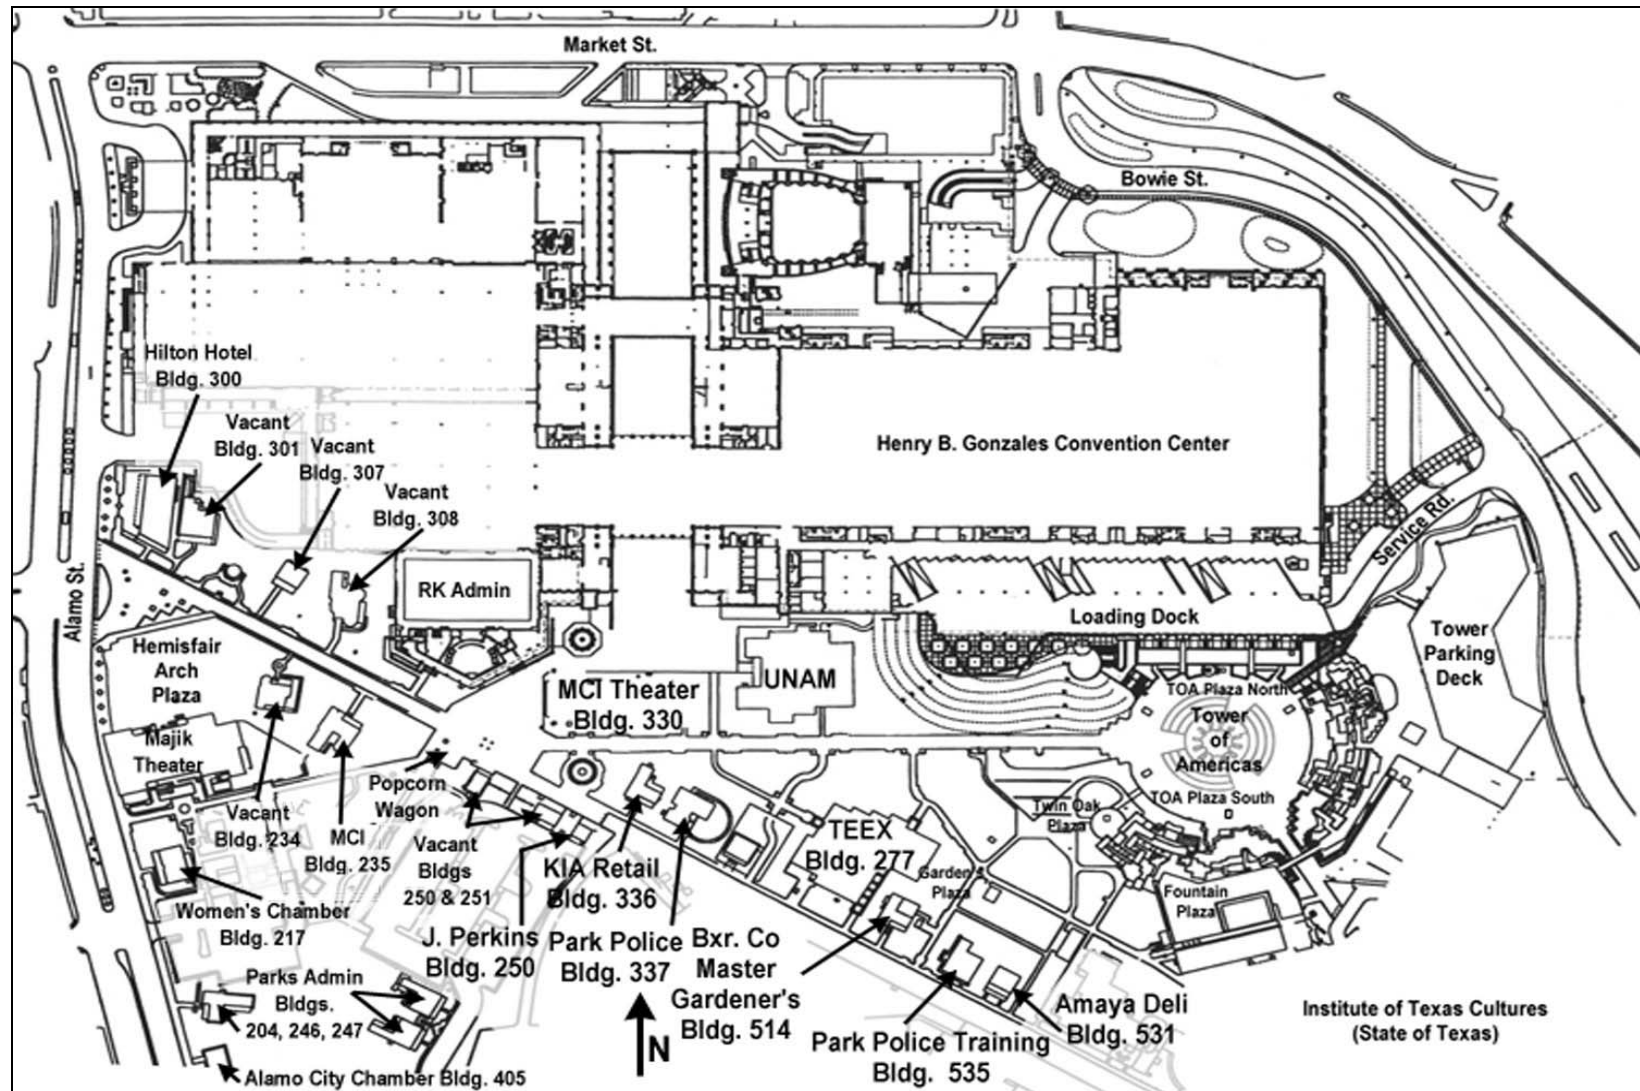 Market St.
Bowie St.
Hilton Hotel
Bldg. 300
Vacant
Bldg. 301
Vacant
Bldg. 307
Vacant
Bldg. 308
Henry B. Gonzales Convention Center
Service Rd.
Alamo St.
RK Admin
Loading Dock
Hemisfair
Arch
Plaza
Tower
Parking
Deck
MCI Theater
Bldg. 330
UNAM
TOA Plaza North
Tower
of
Americas
TOA Plaza South
Majik
Theater
Popcorn
Wagon
Twin Oak
Plaza
Vacant
Bldg. 234
MCI
Bldg. 235
Vacant
Bldgs
250 & 251
KIA Retail
Bldg. 336
TEEX
Bldg. 277
Garden's
Plaza
Fountain
Plaza
Women's Chamber
Bldg. 217
J. Perkins
Bldg. 250
Park Police
Bldg. 337
Bxr. Co
Master
Gardener's
Bldg. 514
Parks Admin
Bldgs.
204, 246, 247
N
Park Police Training
Bldg. 535
Amaya Deli
Bldg. 531
Institute of Texas Cultures
(State of Texas)
Alamo City Chamber Bldg. 405